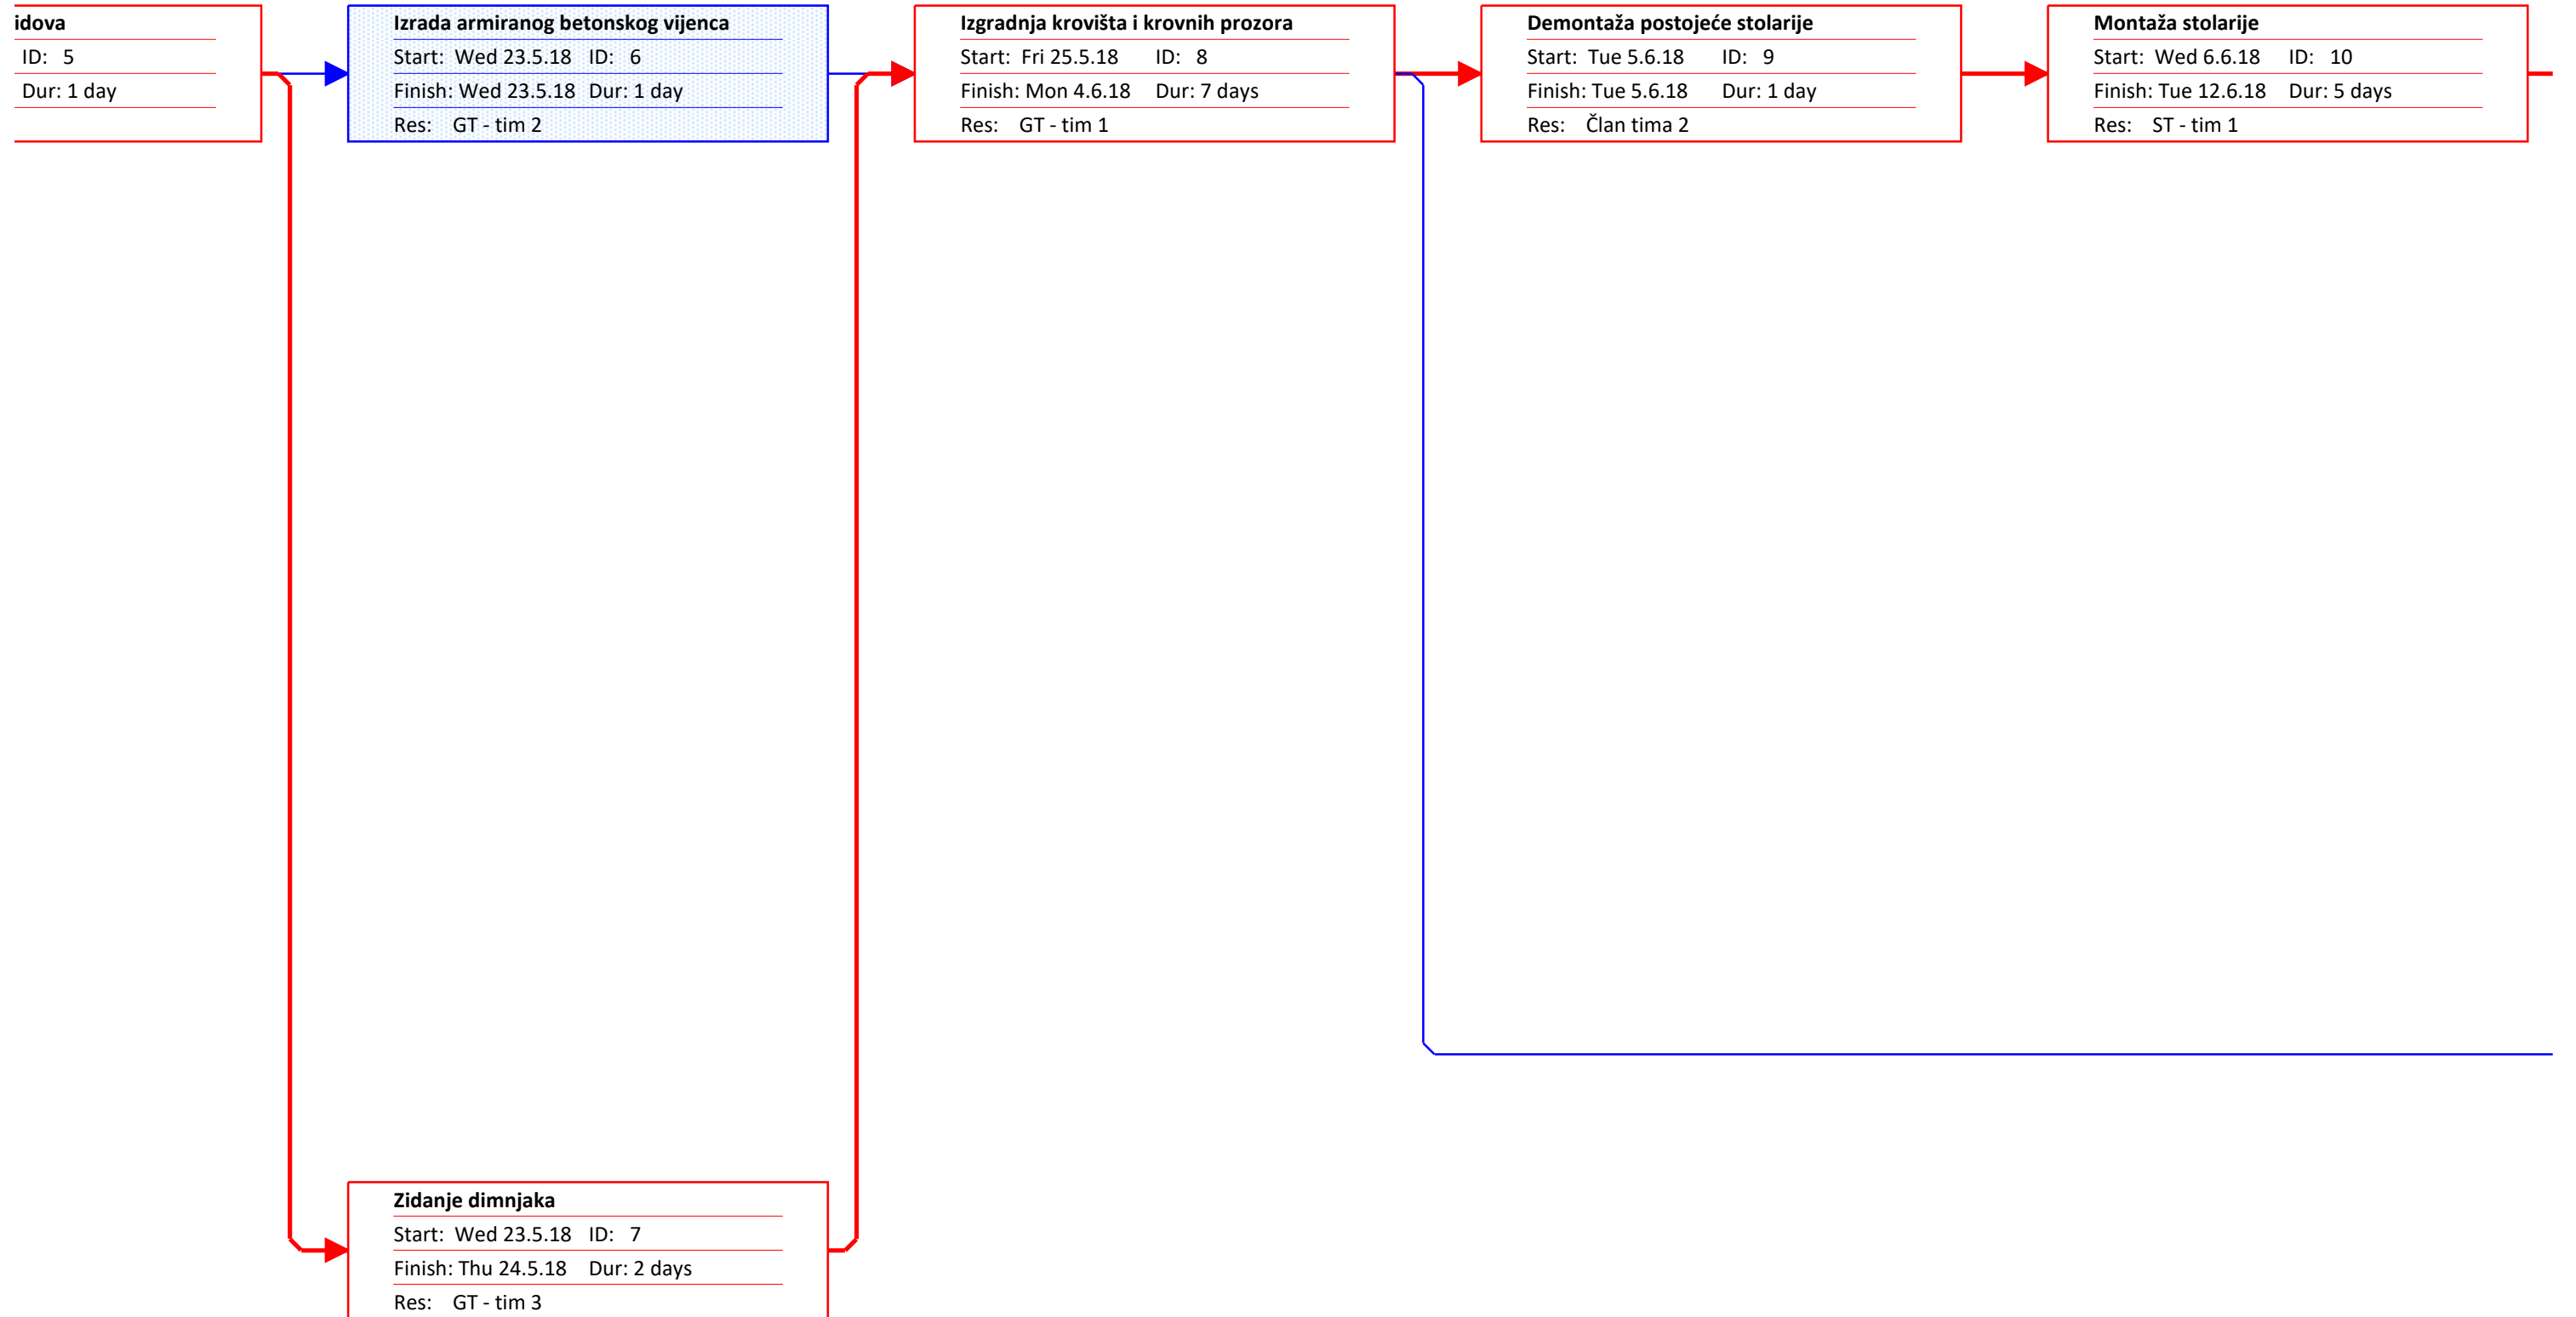 idova
ID: 5
Dur: 1 day
Izrada armiranog betonskog vijenca
Start: Wed 23.5.18 ID: 6
Finish: Wed 23.5.18 Dur: 1 day
Res: GT - tim 2
Izgradnja krovišta i krovnih prozora
Start: Fri 25.5.18 ID: 8
Finish: Mon 4.6.18 Dur: 7 days
Res: GT - tim 1
Demontaža postojeće stolarije
Start: Tue 5.6.18 ID: 9
Finish: Tue 5.6.18 Dur: 1 day
Res: Član tima 2
Montaža stolarije
Start: Wed 6.6.18 ID: 10
Finish: Tue 12.6.18 Dur: 5 days
Res: ST - tim 1
Zidanje dimnjaka
Start: Wed 23.5.18 ID: 7
Finish: Thu 24.5.18 Dur: 2 days
Res: GT - tim 3